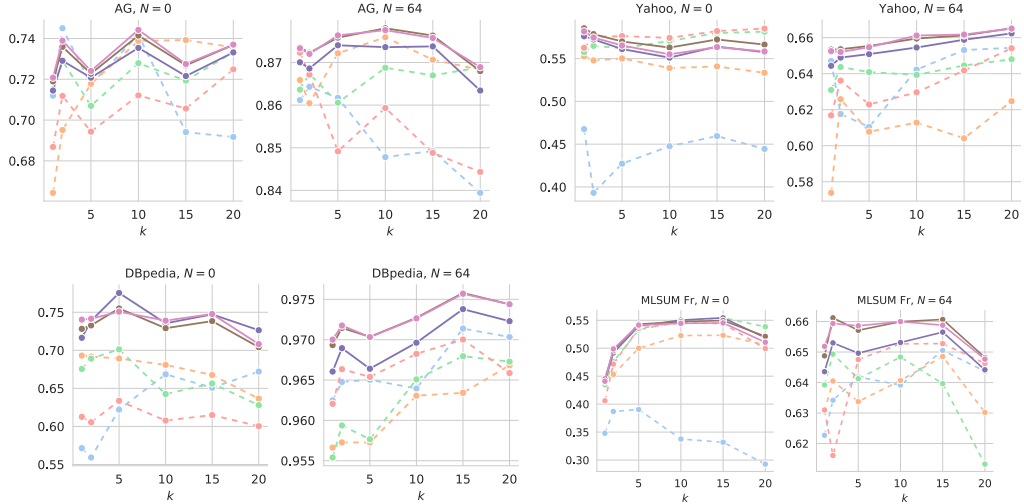 AG, N = 0
0.74
0.72
0.70
0.68
5 10 15 20
k
AG, N = 64
0.87
0.86
0.85
0.84
5 10 15 20
k
Yahoo, N = 0
0.55
0.50
0.45
0.40
5 10 15 20
k
Yahoo, N = 64
0.66
0.64
0.62
0.60
0.58
5 10 15 20
k
DBpedia, N = 0
0.75
0.70
0.65
0.60
0.55
5 10 15 20
k
DBpedia, N = 64
0.975
0.970
0.965
0.960
0.955
5 10 15 20
k
MLSUM Fr, N = 0
0.55
0.50
0.45
0.40
0.35
0.30
5 10 15 20
k
MLSUM Fr, N = 64
0.66
0.65
0.64
0.63
0.62
5 10 15 20
k